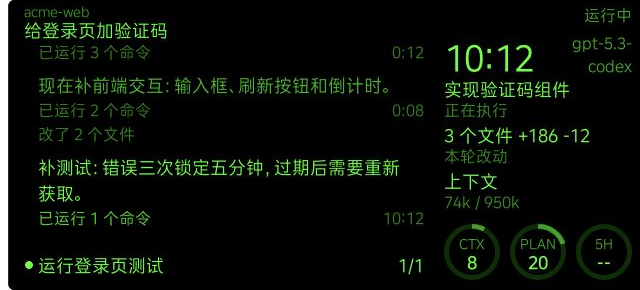 acme-web
给登录页加验证码
已运行 3 个命令 0:12
现在补前端交互: 输入框、刷新按钮和倒计时。
已运行 2 个命令 0:08
改了 2 个文件
补测试: 错误三次锁定五分钟, 过期后需要重新
获取。
已运行 1 个命令 10:12
运行登录页测试 1/1
运行中
10:12
gpt-5.3-
codex
实现验证码组件
正在执行
3 个文件 +186 -12
本轮改动
上下文
74k / 950k
CTX PLAN 5H
8 20 --